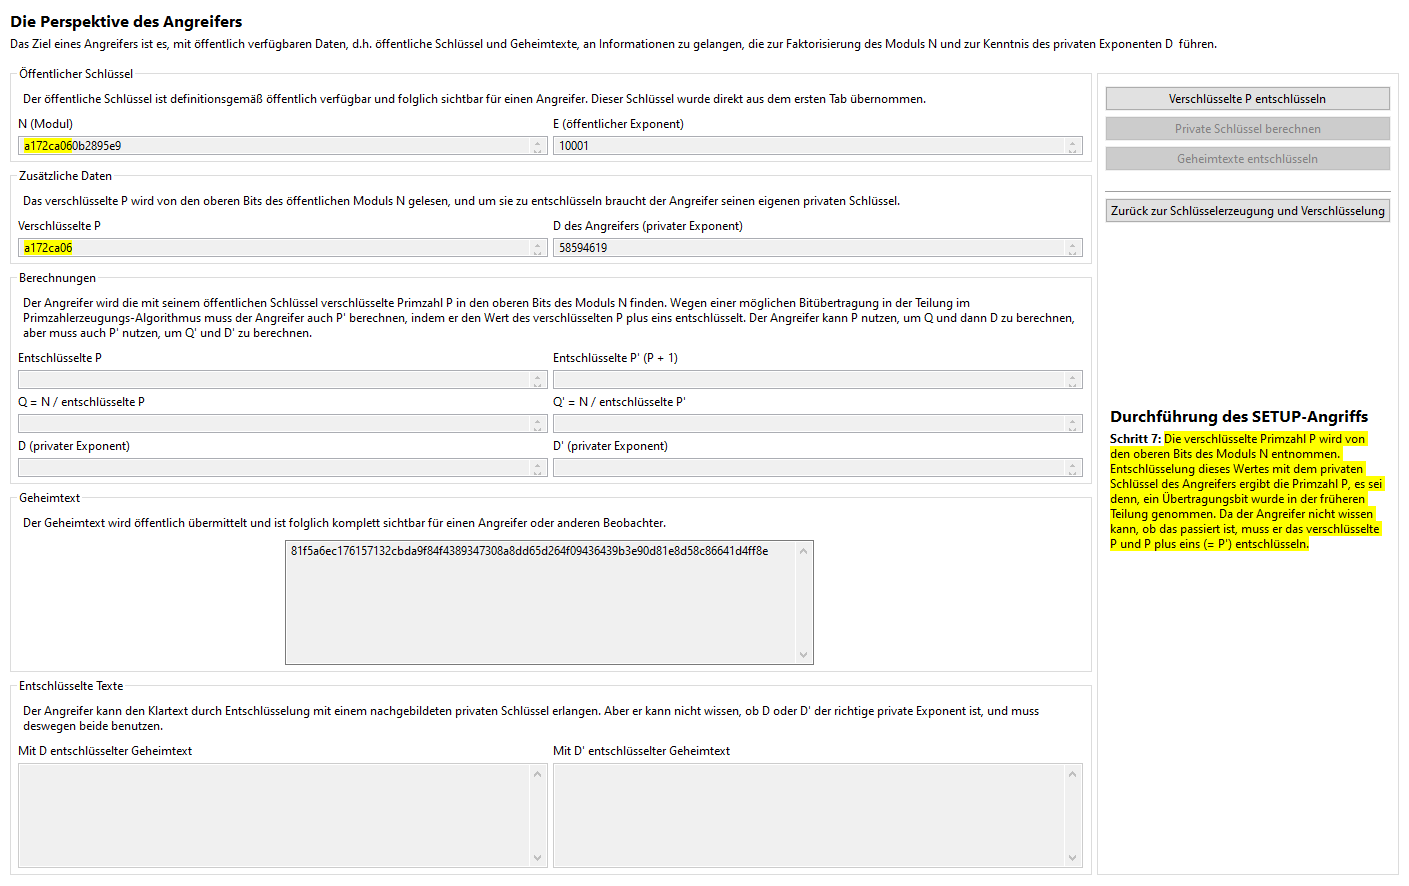 Die Perspektive des Angreifers
Das Ziel eines Angreifers ist es, mit öffentlich verfügbaren Daten, d.h. öffentliche Schlüssel und Geheimtexte, an Informationen zu gelangen, die zur Faktorisierung des Moduls N und zur Kenntnis des privaten Exponenten D führen.
Öffentlicher Schlüssel
Der öffentliche Schlüssel ist definitionsgemäß öffentlich verfügbar und folglich sichtbar für einen Angreifer. Dieser Schlüssel wurde direkt aus dem ersten Tab übernommen.
N (Modul)
E (öffentlicher Exponent)
a172ca060b2895e9
10001
Zusätzliche Daten
Das verschlüsselte P wird von den oberen Bits des öffentlichen Moduls N gelesen, und um sie zu entschlüsseln braucht der Angreifer seinen eigenen privaten Schlüssel.
Verschlüsselte P
D des Angreifers (privater Exponent)
a172ca06
58594619
Berechnungen
Der Angreifer wird die mit seinem öffentlichen Schlüssel verschlüsselte Primzahl P in den oberen Bits des Moduls N finden. Wegen einer möglichen Bitübertragung in der Teilung im
Primzahlerzeugungs-Algorithmus muss der Angreifer auch P' berechnen, indem er den Wert des verschlüsselten P plus eins entschlüsselt. Der Angreifer kann P nutzen, um Q und dann D zu berechnen,
aber muss auch P' nutzen, um Q' und D' zu berechnen.
Entschlüsselte P
Entschlüsselte P' (P + 1)
Q = N / entschlüsselte P
Q' = N / entschlüsselte P'
D (privater Exponent)
D' (privater Exponent)
Geheimtext
Der Geheimtext wird öffentlich übermittelt und ist folglich komplett sichtbar für einen Angreifer oder anderen Beobachter.
81f5a6ec176157132cbda9f84f4389347308a8dd65d264f09436439b3e90d81e8d58c86641d4ff8e
Entschlüsselte Texte
Der Angreifer kann den Klartext durch Entschlüsselung mit einem nachgebildeten privaten Schlüssel erlangen. Aber er kann nicht wissen, ob D oder D' der richtige private Exponent ist, und muss
deswegen beide benutzen.
Mit D entschlüsselter Geheimtext
Mit D' entschlüsselter Geheimtext
Verschlüsselte P entschlüsseln
Private Schlüssel berechnen
Geheimtexte entschlüsseln
Zurück zur Schlüsselerzeugung und Verschlüsselung
Durchführung des SETUP-Angriffs
Schritt 7: Die verschlüsselte Primzahl P wird von
den oberen Bits des Moduls N entnommen.
Entschlüsselung dieses Wertes mit dem privaten
Schlüssel des Angreifers ergibt die Primzahl P, es sei
denn, ein Übertragungsbit wurde in der früheren
Teilung genommen. Da der Angreifer nicht wissen
kann, ob das passiert ist, muss er das verschlüsselte
P und P plus eins (= P') entschlüsseln.